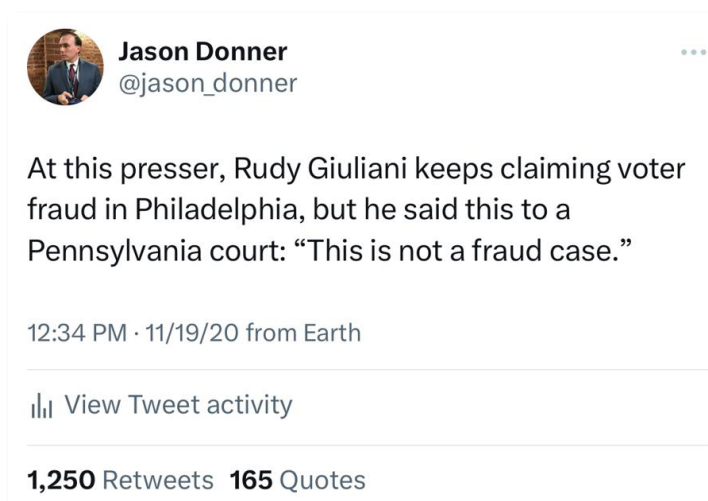 Jason Donner
@jason_donner
At this presser, Rudy Giuliani keeps claiming voter
fraud in Philadelphia, but he said this to a
Pennsylvania court: “This is not a fraud case.”
12:34 PM · 11/19/20 from Earth
View Tweet activity
1,250 Retweets 165 Quotes